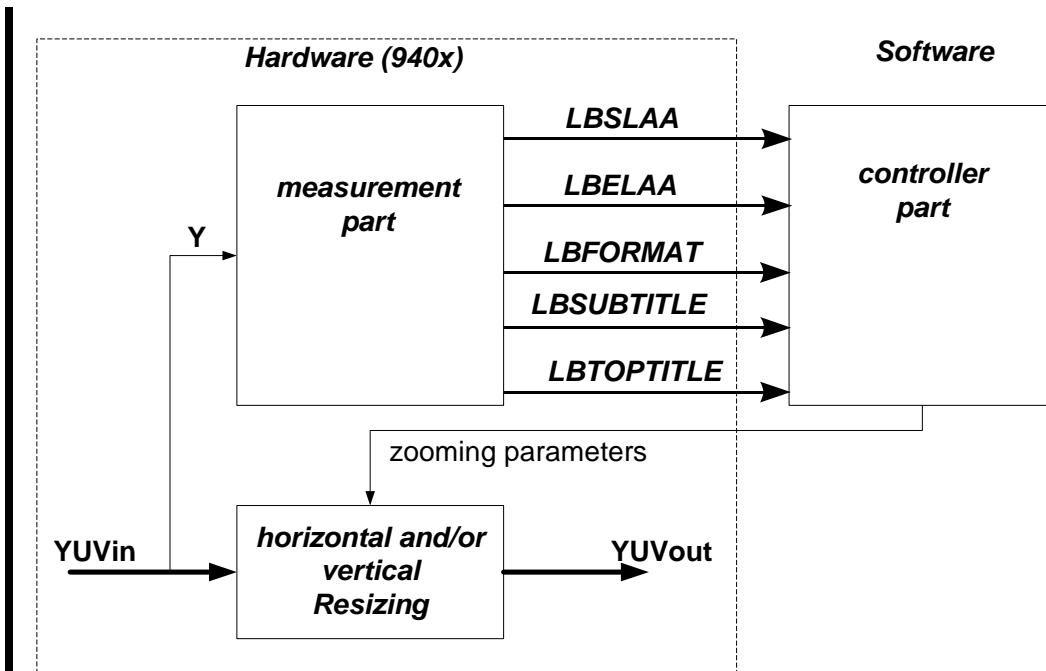 Hardware (940x)
Software
LBSLAA
measurement
part
LBELAA
controller
part
Y
LBFORMAT
LBSUBTITLE
LBTOPTITLE
zooming parameters
YUVin
horizontal and/or
vertical
Resizing
YUVout